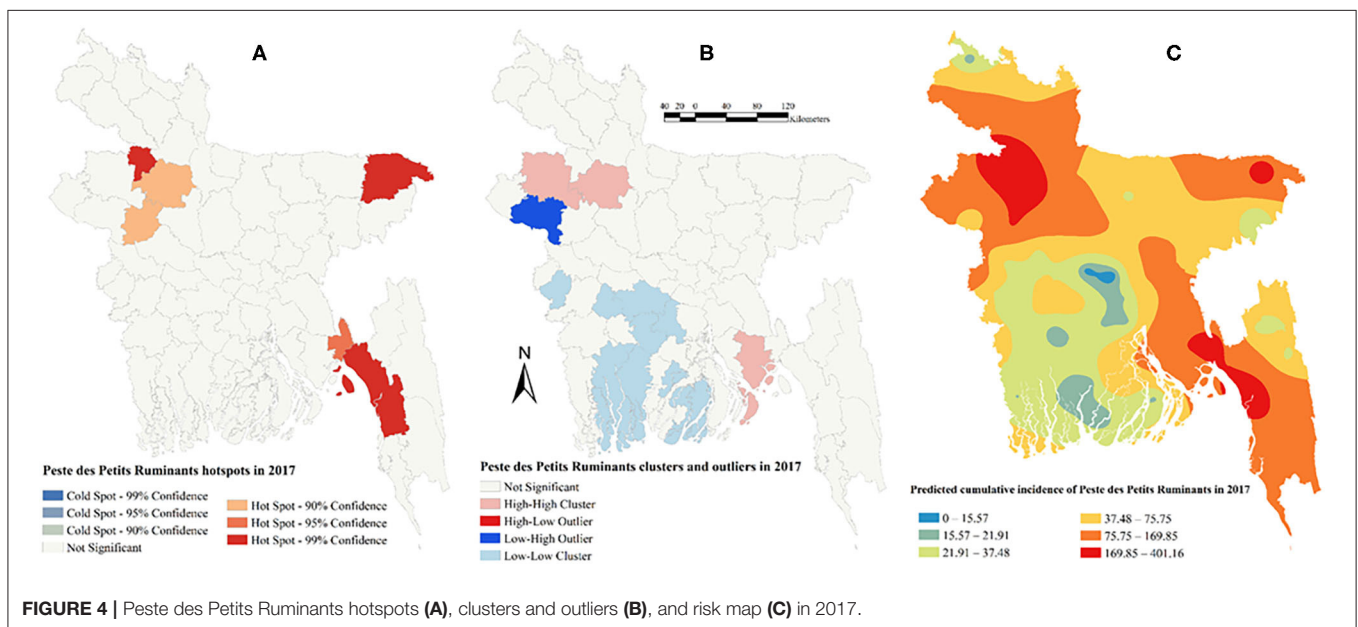 A
B
C
40 20 0 40 80 120
Kilometers
N
Peste des Petits Ruminants hotspots in 2017
Cold Spot - 99% Confidence
Cold Spot - 95% Confidence
Cold Spot - 90% Confidence
Not Significant
Hot Spot - 90% Confidence
Hot Spot - 95% Confidence
Hot Spot - 99% Confidence
Peste des Petits Ruminants clusters and outliers in 2017
Not Significant
High-High Cluster
High-Low Outlier
Low-High Outlier
Low-Low Cluster
Predicted cumulative incidence of Peste des Petits Ruminants in 2017
0 – 15.57
15.57 – 21.91
21.91 – 37.48
37.48 – 75.75
75.75 – 169.85
169.85 – 401.16
FIGURE 4 | Peste des Petits Ruminants hotspots (A), clusters and outliers (B), and risk map (C) in 2017.